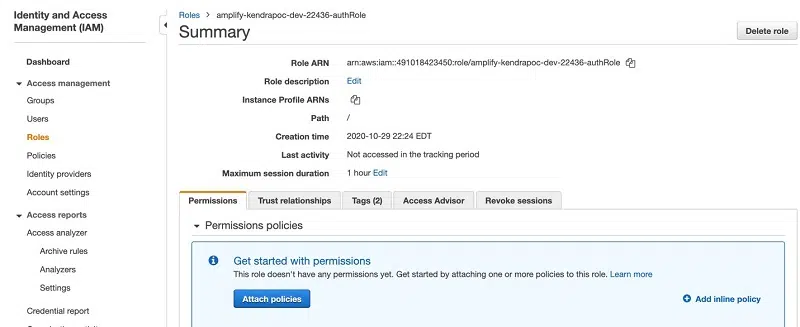 Identity and Access
Management (IAM)
Dashboard
Access management
Groups
Users
Roles
Policies
Identity providers
Account settings
Access reports
Access analyzer
Archive rules
Analyzers
Settings
Credential report
Roles > amplify-kendrapoc-dev-22436-authRole
Summary
Delete role
Role ARN arn:aws:iam::491018423450:role/amplify-kendrapoc-dev-22436-authRole
Role description Edit
Instance Profile ARNs
Path /
Creation time 2020-10-29 22:24 EDT
Last activity Not accessed in the tracking period
Maximum session duration 1 hour Edit
Permissions Trust relationships Tags (2) Access Advisor Revoke sessions
Permissions policies
Get started with permissions
This role doesn't have any permissions yet. Get started by attaching one or more policies to this role. Learn more
Attach policies Add inline policy